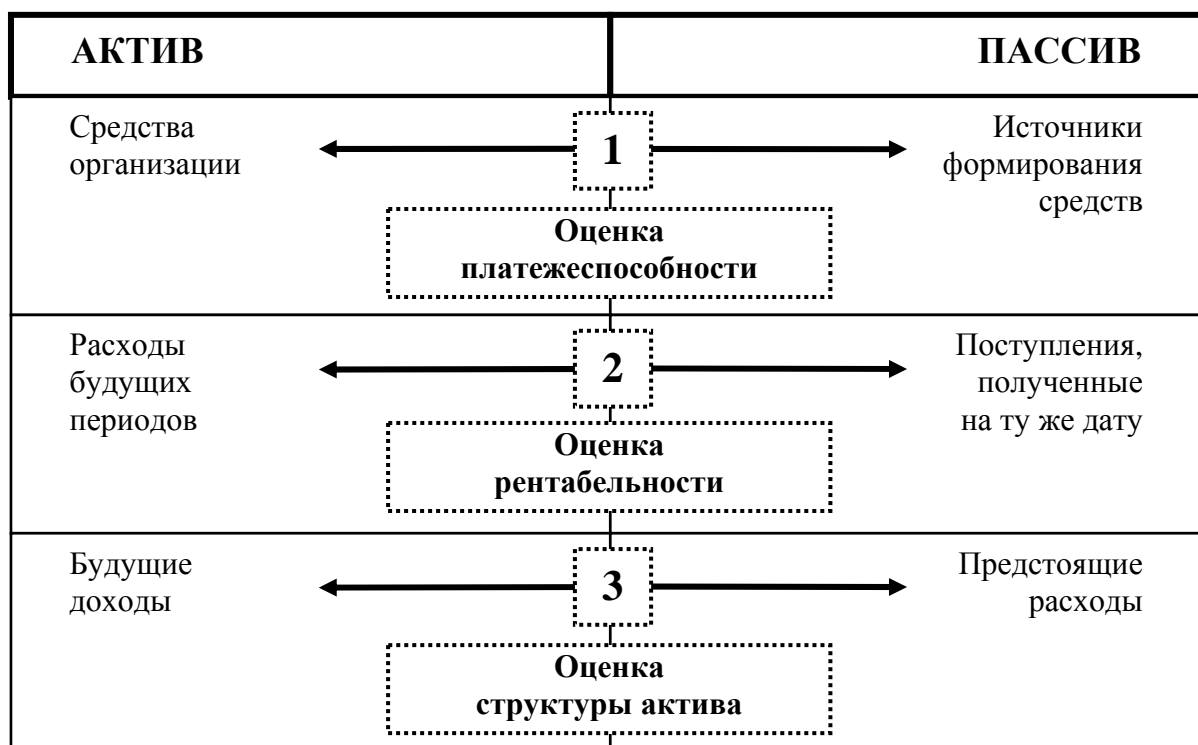 АКТИВ
ПАССИВ
Средства
организации
1
Источники
формирования
средств
Оценка
платежеспособности
Расходы
будущих
периодов
2
Поступления,
полученные
на ту же дату
Оценка
рентабельности
Будущие
доходы
3
Предстоящие
расходы
Оценка
структуры актива